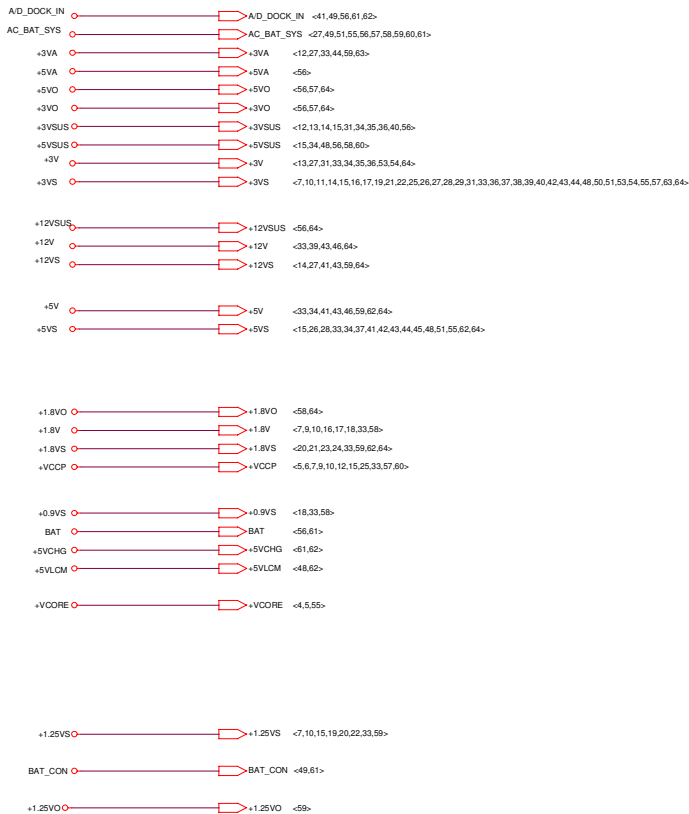 A/D_DOCK_IN A/D_DOCK_IN <41,49,56,61,62>
AC_BAT_SYS AC_BAT_SYS <27,49,51,55,56,57,58,59,60,61>
+3VA +3VA <12,27,33,44,59,63>
+5VA +5VA <56>
+5VO +5VO <56,57,64>
+3VO +3VO <56,57,64>
+3VSUS +3VSUS <12,13,14,15,31,34,35,36,40,56>
+5VSUS +5VSUS <15,34,48,56,58,60>
+3V +3V <13,27,31,33,34,35,36,53,54,64>
+3VS +3VS <7,10,11,14,15,16,17,19,21,22,25,26,27,28,29,31,33,36,37,38,39,40,42,43,44,48,50,51,53,54,55,57,63,64>
+12VSUS +12VSUS <56,64>
+12V +12V <33,39,43,46,64>
+12VS +12VS <14,27,41,43,59,64>
+5V +5V <33,34,41,43,46,59,62,64>
+5VS +5VS <15,26,28,33,34,37,41,42,43,44,45,48,51,55,62,64>
+1.8VO +1.8VO <58,64>
+1.8V +1.8V <7,9,10,16,17,18,33,58>
+1.8VS +1.8VS <20,21,23,24,33,59,62,64>
+VCCP +VCCP <5,6,7,9,10,12,15,25,33,57,60>
+0.9VS +0.9VS <18,33,58>
BAT BAT <56,61>
+5VCHG +5VCHG <61,62>
+5VLCM +5VLCM <48,62>
+VCORE +VCORE <4,5,55>
+1.25VS +1.25VS <7,10,15,19,20,22,33,59>
BAT_CON BAT_CON <49,61>
+1.25VO +1.25VO <59>